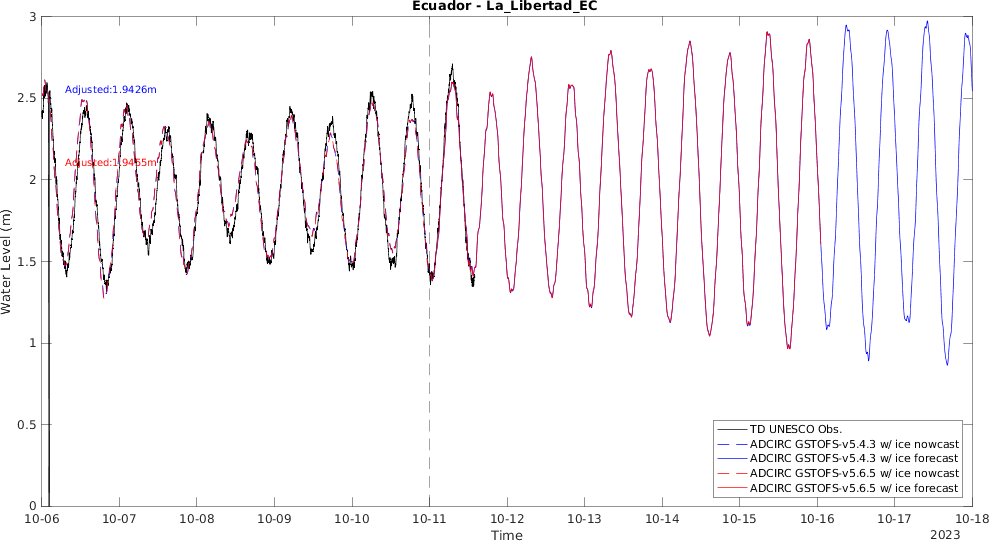 Ecuador - La_Libertad_EC
3
2.5
2
1.5
1
0.5
0
Water Level (m)
Adjusted:1.9426m
Adjusted:1.9465m
TD UNESCO Obs.
ADCIRC GSTOFS-v5.4.3 w/ ice nowcast
ADCIRC GSTOFS-v5.4.3 w/ ice forecast
ADCIRC GSTOFS-v5.6.5 w/ ice nowcast
ADCIRC GSTOFS-v5.6.5 w/ ice forecast
10-06 10-07 10-08 10-09 10-10 10-11 10-12 10-13 10-14 10-15 10-16 10-17 10-18
Time
2023